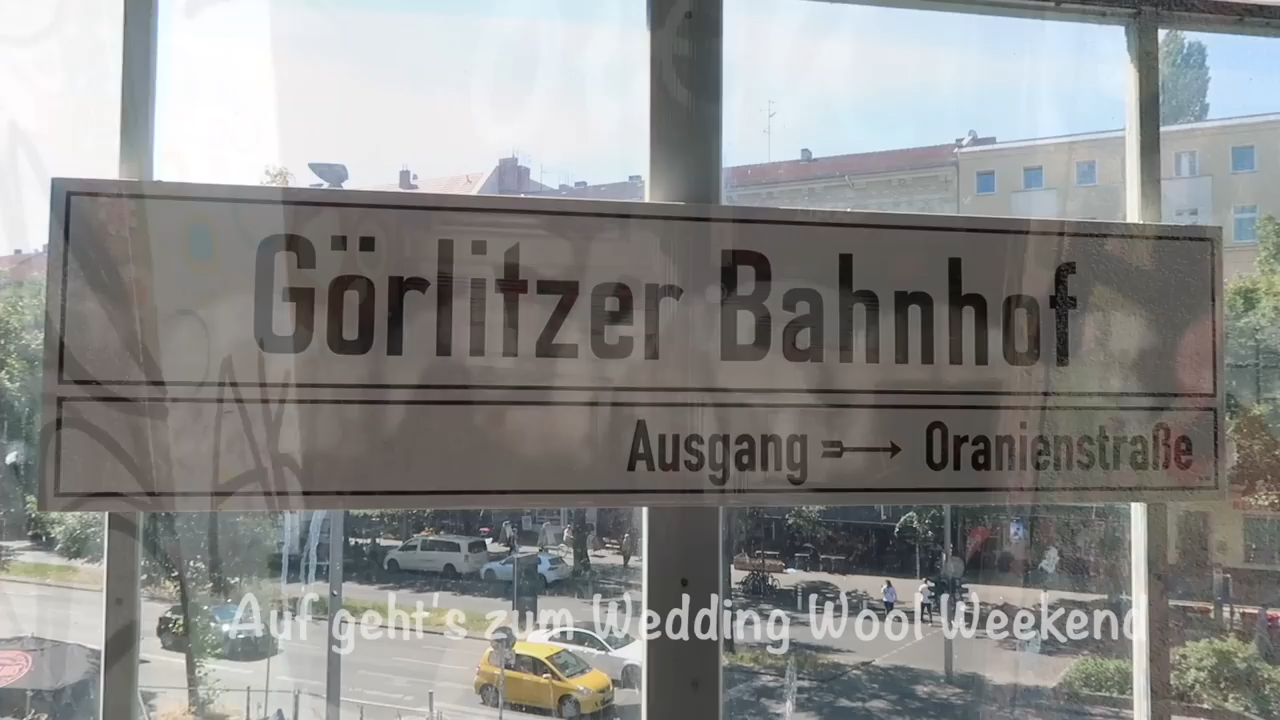 Görlitzer Bahnhof
Ausgang → Oranienstraße
Auf geht's zum Wedding Wool Weekend